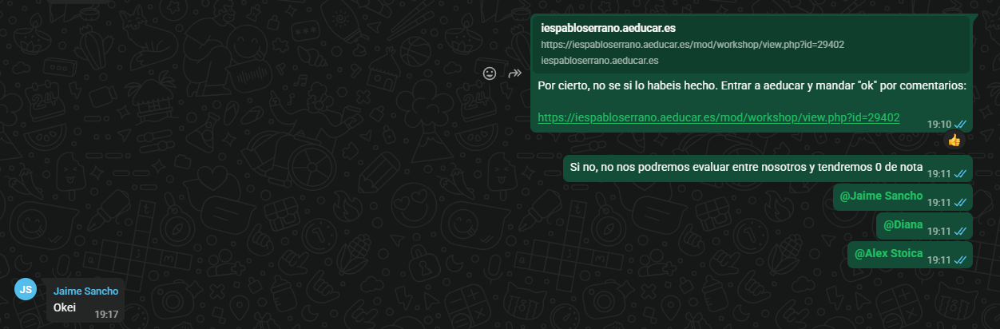 iespabloserrano.aeducar.es
https://iespabloserrano.aeducar.es/mod/workshop/view.php?id=29402
iespabloserrano.aeducar.es
Por cierto, no se si lo habeis hecho. Entrar a aeducar y mandar "ok" por comentarios:
https://iespabloserrano.aeducar.es/mod/workshop/view.php?id=29402
19:10
Si no, no nos podremos evaluar entre nosotros y tendremos 0 de nota
19:11
@Jaime Sancho
19:11
@Diana
19:11
@Alex Stoica
19:11
JS
Jaime Sancho
Okei
19:17